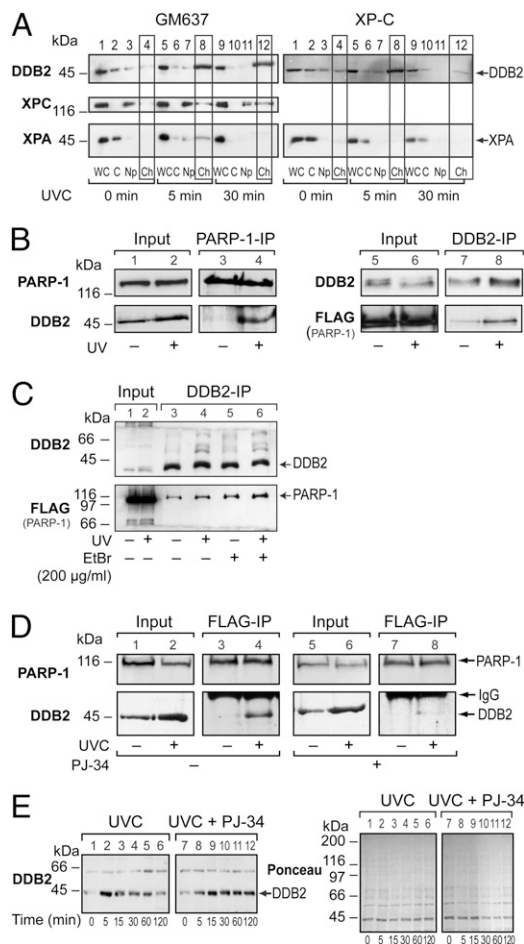 A
GM637
XP-C
kDa
1 2 3 4 5 6 7 8 9 10 11 12
1 2 3 4 5 6 7 8 9 10 11 12
DDB2 45
DDB2
XPC 116
XPA 45
XPA
WC C Np Ch WC C Np Ch WC C Np Ch
WC C Np Ch WC C Np Ch WC C Np Ch
UVC 0 min 5 min 30 min
0 min 5 min 30 min
B
Input PARP-1-IP
Input DDB2-IP
kDa
1 2 3 4
5 6 7 8
PARP-1 116
DDB2
DDB2 45
FLAG
(PARP-1)
UV – + – +
– + – +
C
Input DDB2-IP
kDa
1 2 3 4 5 6
DDB2
66
45
DDB2
FLAG
(PARP-1)
116
97
66
PARP-1
UV – + – + – +
EtBr – – – – + +
(200 µg/ml)
D
Input FLAG-IP Input FLAG-IP
kDa
1 2 3 4 5 6 7 8
PARP-1 116
PARP-1
IgG
DDB2 45
DDB2
UVC – + – + – + – +
PJ-34 – +
E
UVC UVC + PJ-34
UVC UVC + PJ-34
kDa
1 2 3 4 5 6 7 8 9 10 11 12
kDa
1 2 3 4 5 6 7 8 9 10 11 12
DDB2
66
45
DDB2
Ponceau
200
116
97
66
45
Time (min) 0 5 15 30 60 120 0 5 15 30 60 120
0 5 15 30 60 120 0 5 15 30 60 120